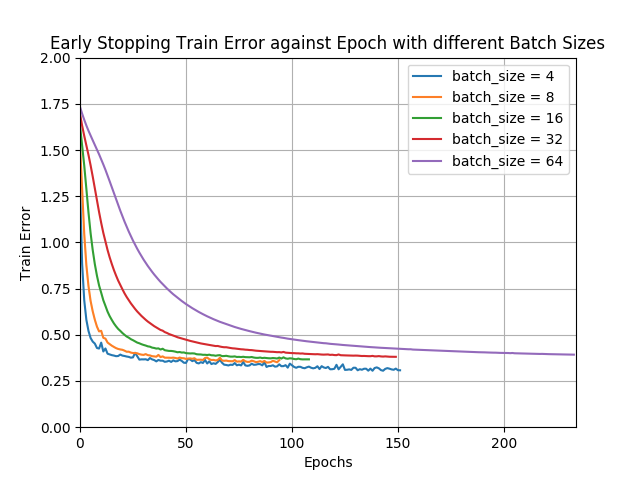 Early Stopping Train Error against Epoch with different Batch Sizes
2.00
1.75
1.50
1.25
1.00
0.75
0.50
0.25
0.00
Train Error
batch_size = 4
batch_size = 8
batch_size = 16
batch_size = 32
batch_size = 64
0
50
100
150
200
Epochs